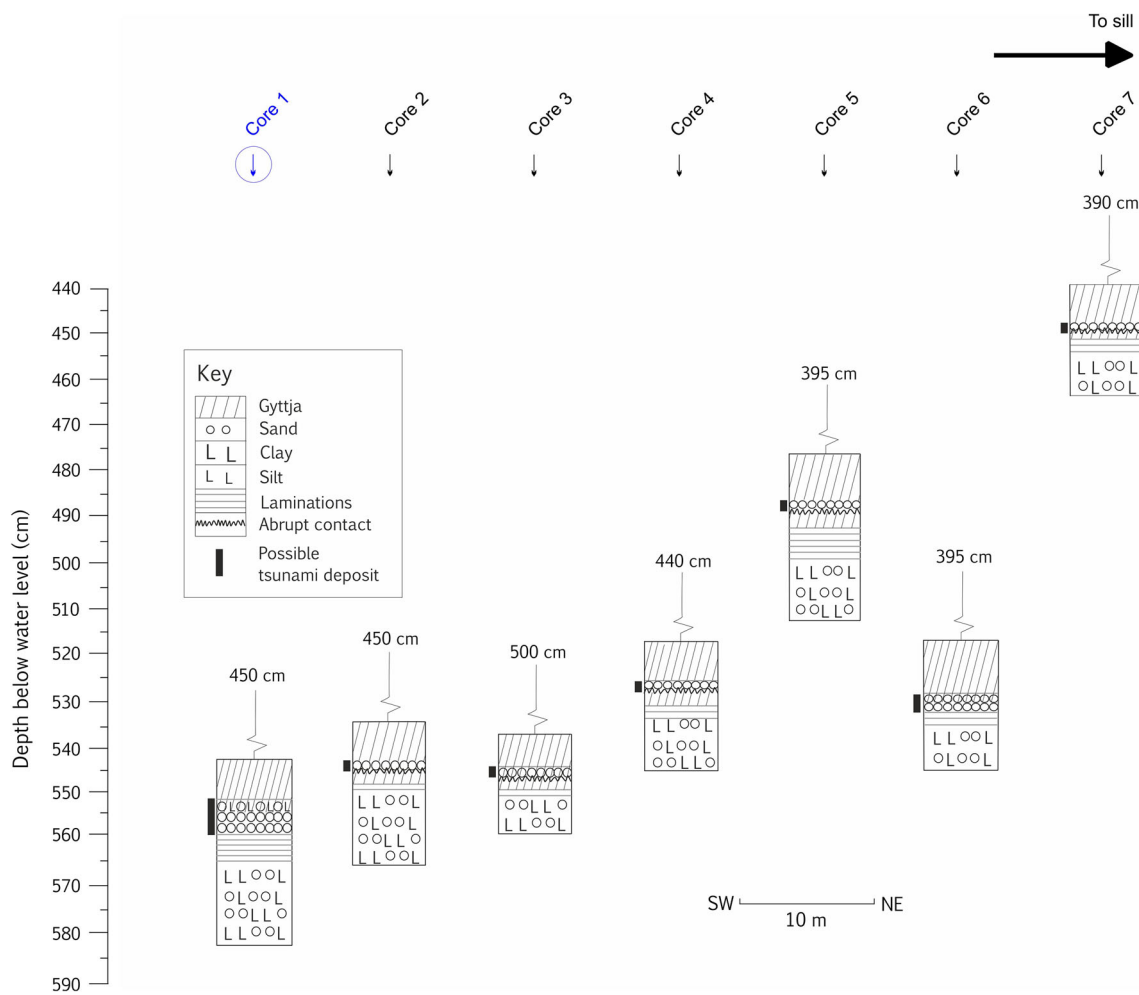 To sill
Core 1
Core 2
Core 3
Core 4
Core 5
Core 6
Core 7
390 cm
440
450
460
470
480
490
500
510
520
530
540
550
560
570
580
590
Depth below water level (cm)
Key
Gyttja
Sand
Clay
Silt
Laminations
Abrupt contact
Possible
tsunami deposit
395 cm
440 cm
395 cm
450 cm
500 cm
450 cm
SW
NE
10 m